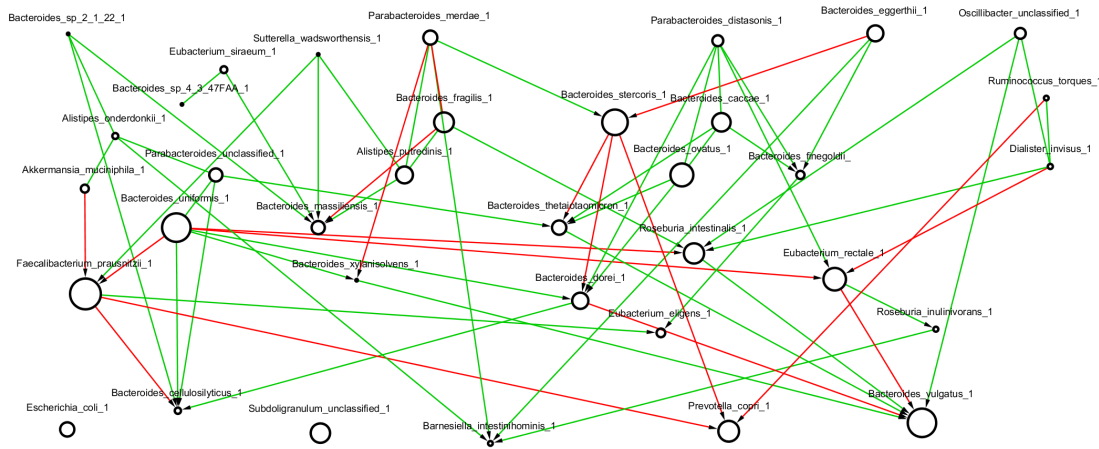 Bacteroides_sp_2_1_22_1
Parabacteroides_merdae_1
Parabacteroides_distasonis_1
Bacteroides_eggerthii_1
Oscillibacter_unclassified_1
Eubacterium_siraeum_1
Sutterella_wadsworthensis_1
Bacteroides_sp_4_3_47FAA_1
Bacteroides_fragilis_1
Bacteroides_stercoris_1
Bacteroides_caccae_1
Ruminococcus_torques_1
Alistipes_onderdonkii_1
Parabacteroides_unclassified_1
Alistipes_putredinis_1
Bacteroides_ovatus_1
Bacteroides_finegoldii_
Dialister_invisus_1
Akkermansia_muciniphila_1
Bacteroides_uniformis_1
Bacteroides_massiliensis_1
Bacteroides_thetaiotaomicron_1
Roseburia_intestinalis_1
Eubacterium_rectale_1
Faecalibacterium_prausnitzii_1
Bacteroides_xylanisolvens_1
Bacteroides_dorei_1
Eubacterium_eligens_1
Roseburia_inulinivorans_1
Bacteroides_cellulosilyticus_1
Bacteroides_vulgatus_1
Escherichia_coli_1
Subdoligranulum_unclassified_1
Barnesiella_intestinihominis_1
Prevotella_copri_1